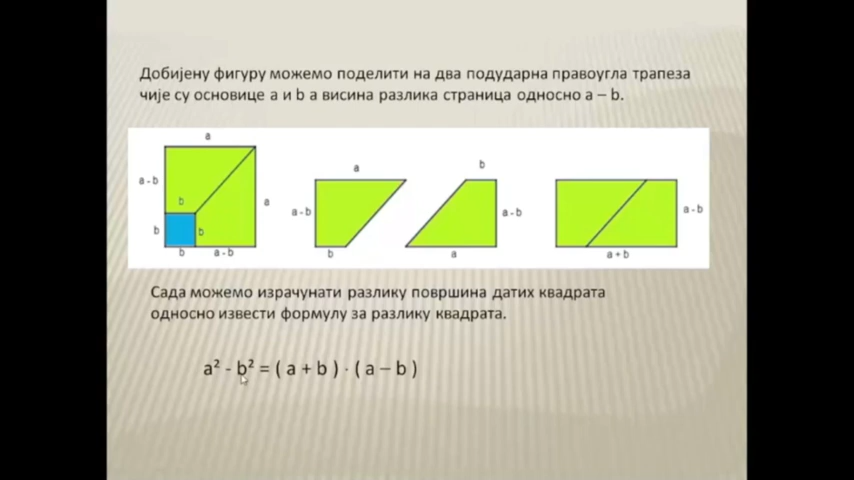 Добијену фигуру можемо поделити на два подударна правоугла трапеза
чије су основице a и b а висина разлика страница односно a – b.
a
a - b
b
a
b
b
b
a - b
a
a - b
b
b
a - b
a
a - b
a + b
Сада можемо израчунати разлику површина датих квадрата
односно извести формулу за разлику квадрата.
a² - b² = ( a + b ) · ( a – b )